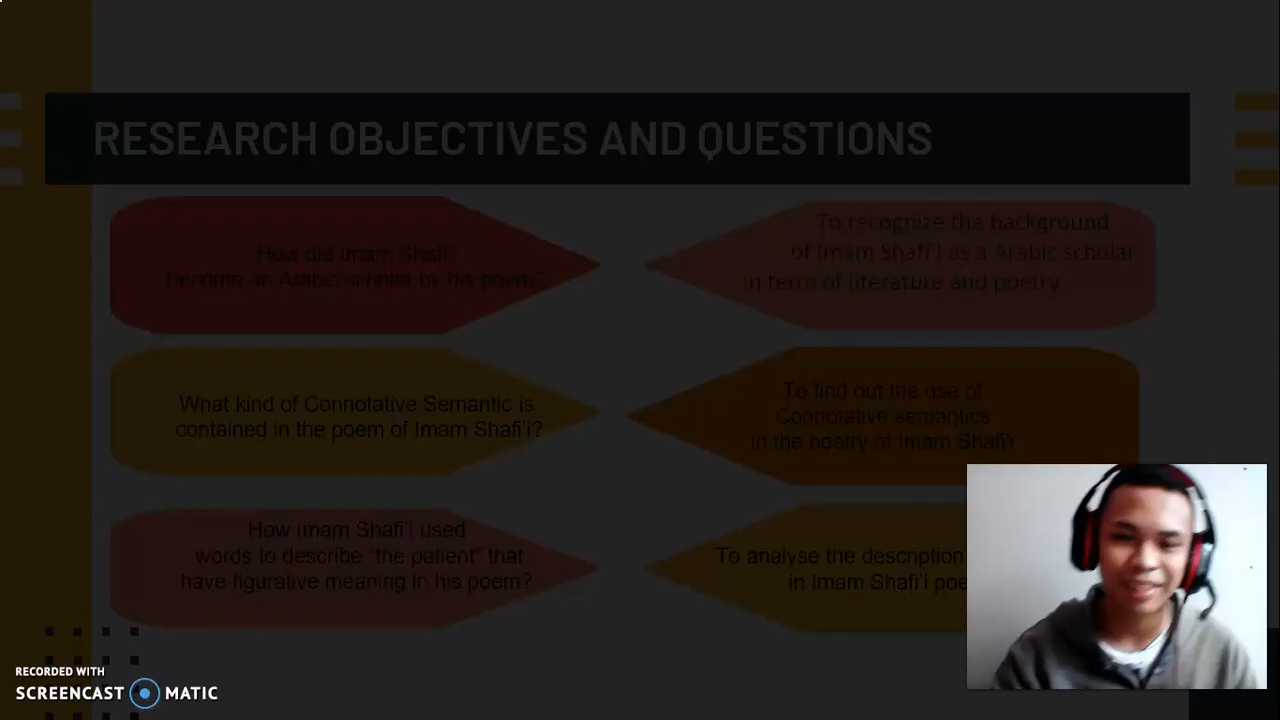 RESEARCH OBJECTIVES AND QUESTIONS
How did Imam Shafi'i
become an Arabic scholar by his poem?
To recognize the background
of Imam Shafi'i as a Arabic scholar
in term of literature and poetry
What kind of Connotative Semantic is
contained in the poem of Imam Shafi'i?
To find out the use of
Connotative semantics
in the poetry of Imam Shafi'i
How imam Shafi'i used
words to describe “the patient” that
have figurative meaning in his poem?
To analyse the description
in Imam Shafi'i poe
RECORDED WITH
SCREENCAST MATIC